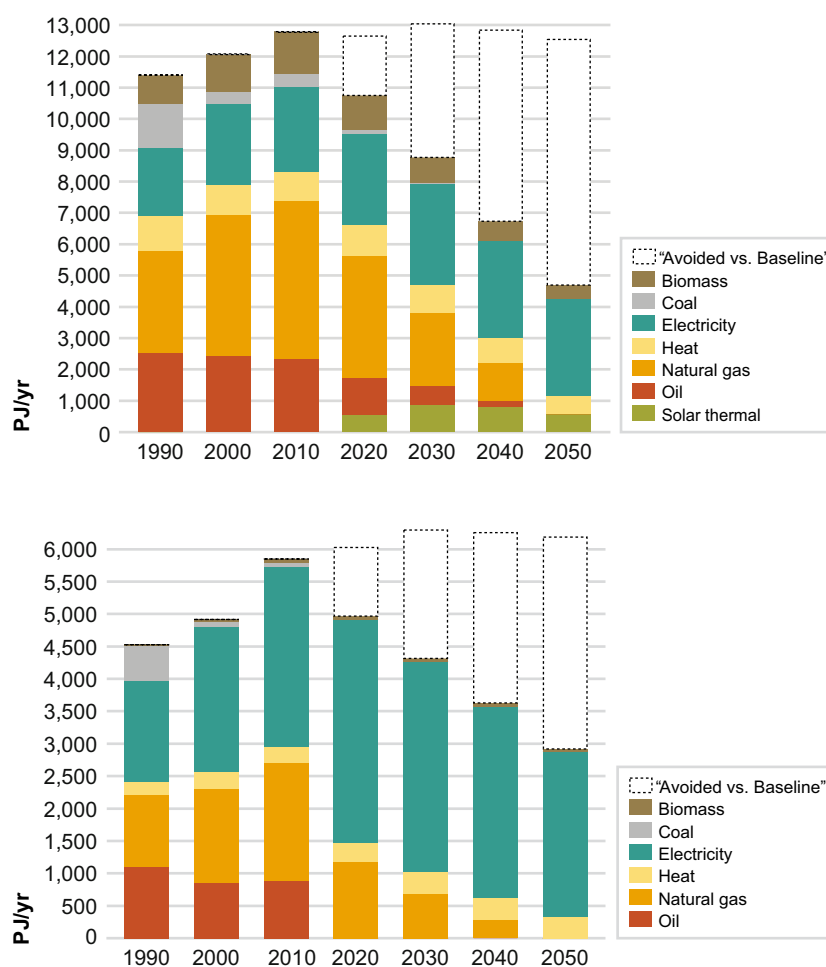 13,000
12,000
11,000
10,000
9,000
8,000
7,000
6,000
5,000
4,000
3,000
2,000
1,000
0
PJ/yr
1990 2000 2010 2020 2030 2040 2050
"Avoided vs. Baseline"
Biomass
Coal
Electricity
Heat
Natural gas
Oil
Solar thermal
6,000
5,500
5,000
4,500
4,000
3,500
3,000
2,500
2,000
1,500
1,000
500
0
PJ/yr
1990 2000 2010 2020 2030 2040 2050
"Avoided vs. Baseline"
Biomass
Coal
Electricity
Heat
Natural gas
Oil